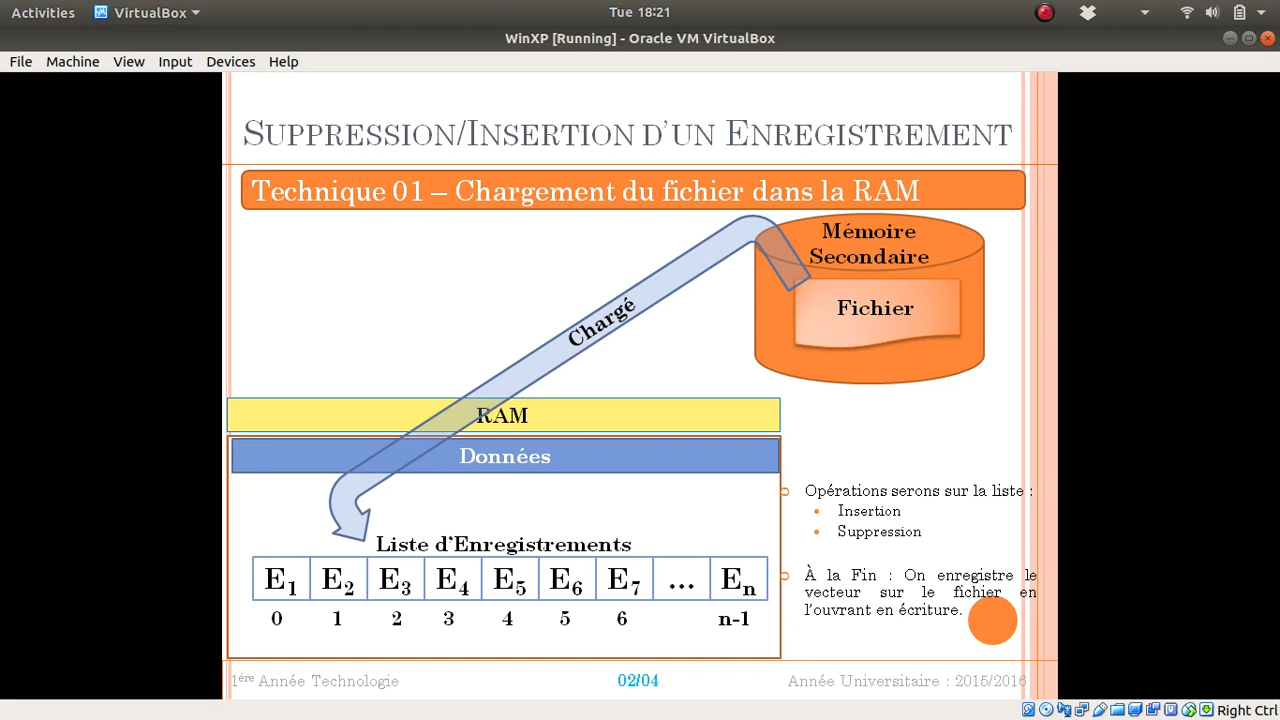 Activities VirtualBox Tue 18:21
WinXP [Running] - Oracle VM VirtualBox
File Machine View Input Devices Help
SUPPRESSION/INSERTION D'UN ENREGISTREMENT
Technique 01 – Chargement du fichier dans la RAM
Mémoire
Secondaire
Fichier
Chargé
RAM
Données
Opérations serons sur la liste :
Insertion
Suppression
Liste d'Enregistrements
E1 E2 E3 E4 E5 E6 E7 ... En
0 1 2 3 4 5 6 n-1
À la Fin : On enregistre le
vecteur sur le fichier en
l'ouvrant en écriture.
1ère Année Technologie 02/04 Année Universitaire : 2015/2016
Right Ctrl